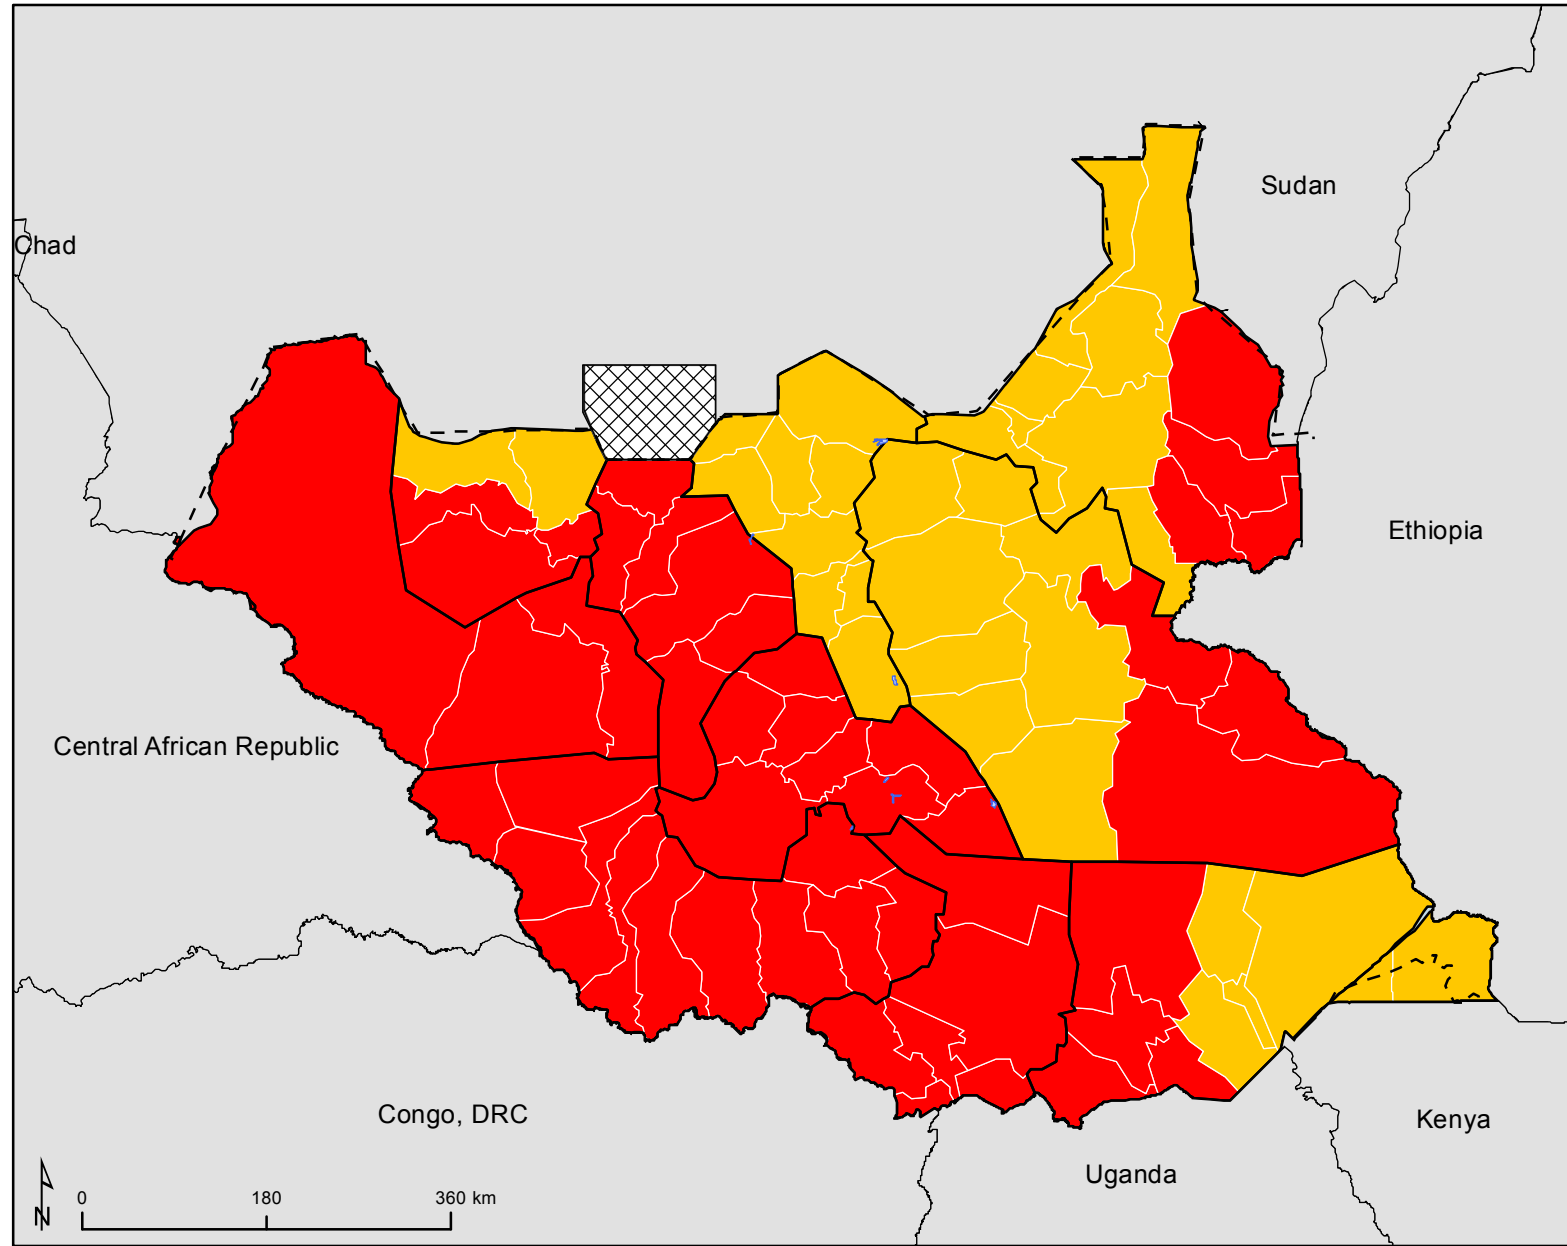 Sudan
Chad
Ethiopia
Central African Republic
Congo, DRC
Kenya
Uganda
N
0 180 360 km